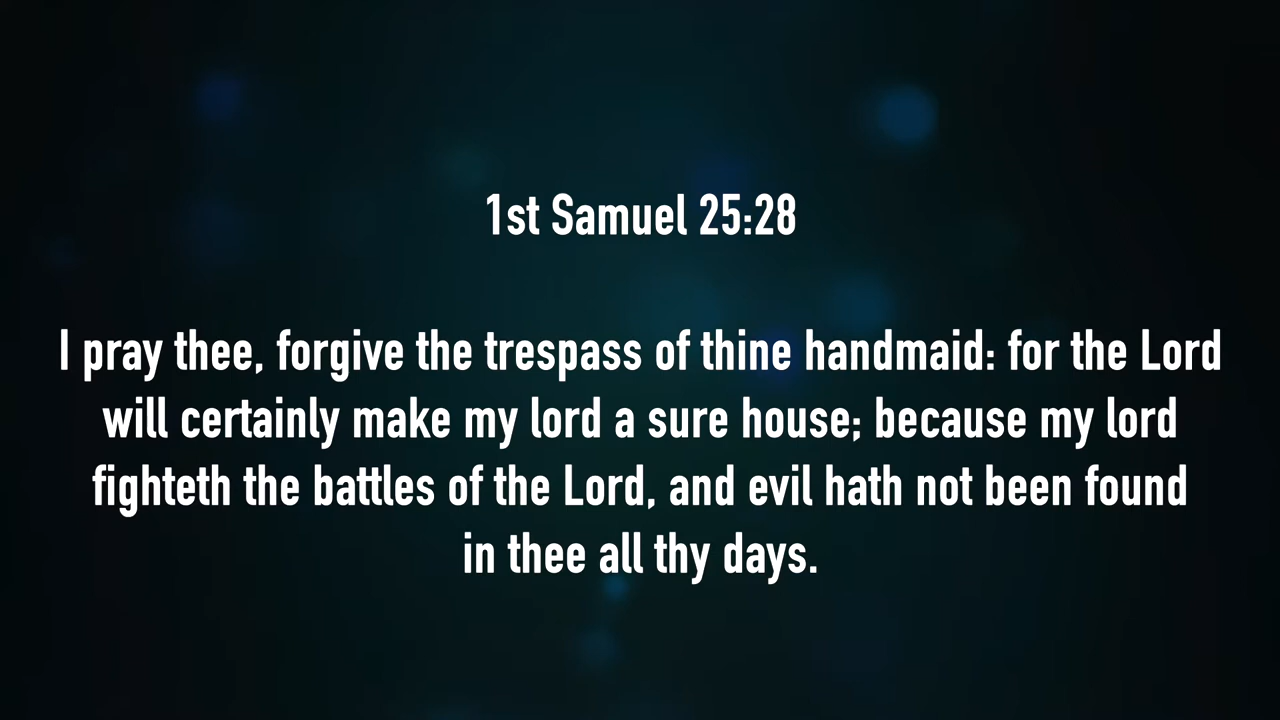 1st Samuel 25:28
I pray thee, forgive the trespass of thine handmaid: for the Lord
will certainly make my lord a sure house; because my lord
fighteth the battles of the Lord, and evil hath not been found
in thee all thy days.